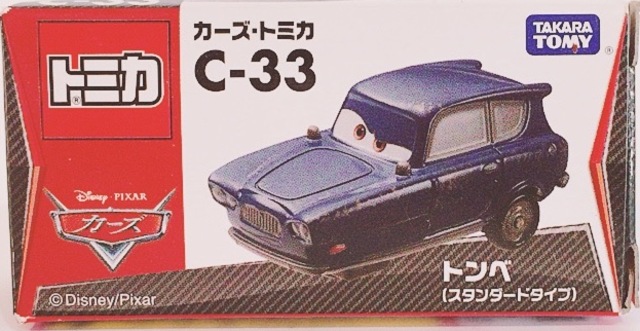 トミカ
®
カーズ・トミカ
C-33
TAKARA
TOMY
Disney・PIXAR
カーズ
©Disney/Pixar
トンベ
(スタンダードタイプ)